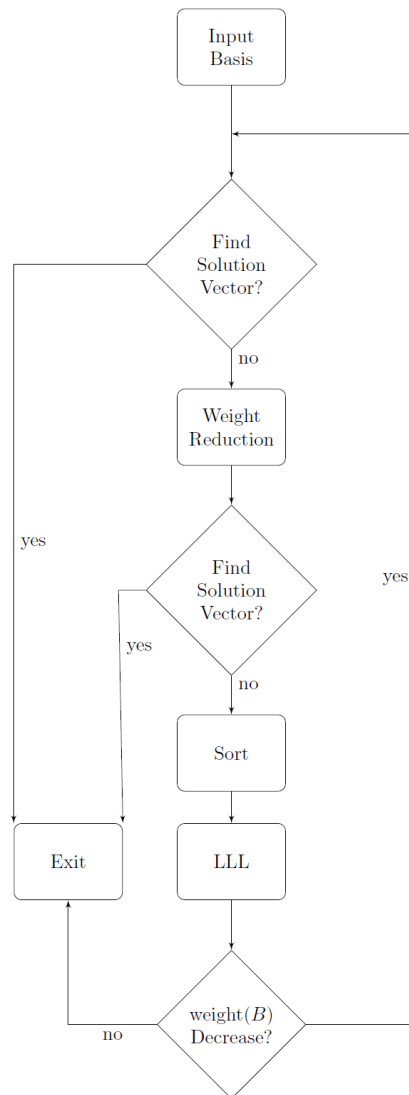 Input
Basis
Find
Solution
Vector?
no
Weight
Reduction
yes
yes
Find
Solution
Vector?
yes
no
Sort
Exit
LLL
weight(B)
Decrease?
no